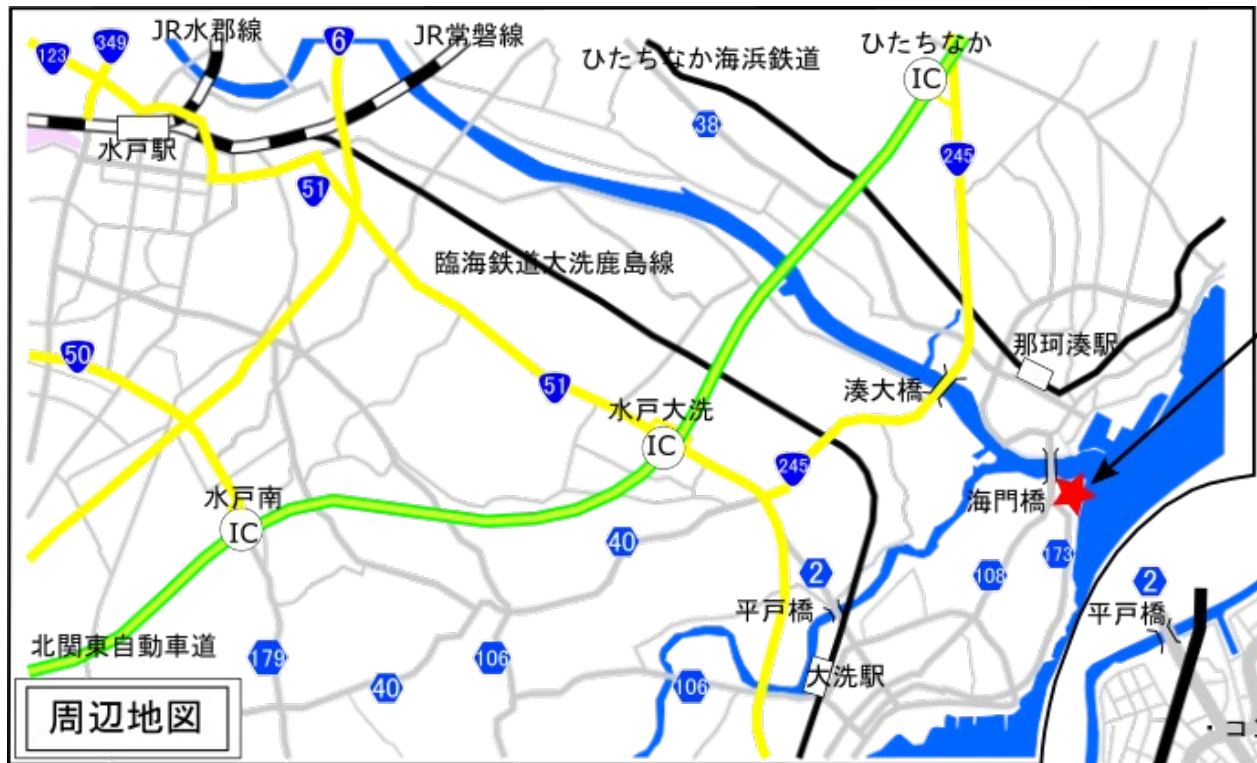 JR水郡線
JR常磐線
ひたちなか
ひたちなか海浜鉄道
123
349
6
IC
38
水戸駅
245
51
臨海鉄道大洗鹿島線
50
那珂湊駅
51
湊大橋
水戸大洗
IC
245
水戸南
海門橋
IC
40
173
2
108
2
平戸橋
平戸橋
北関東自動車道
179
106
40
106
大洗駅
周辺地図